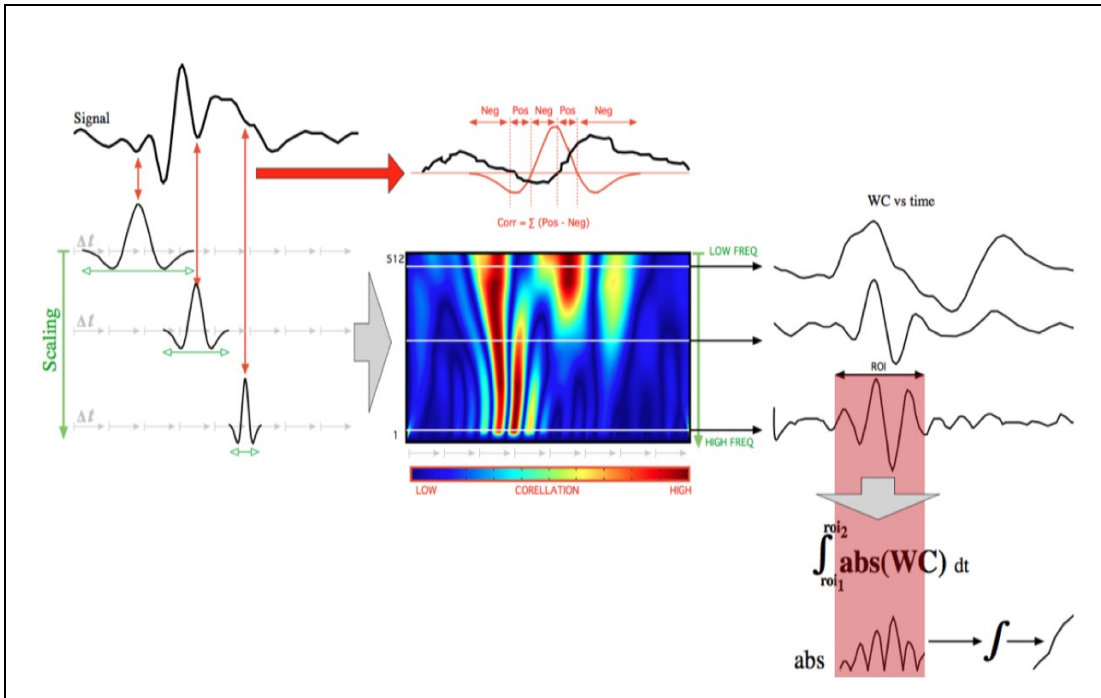 Signal
Neg Pos Neg Pos Neg
Corr = ∑ (Pos - Neg)
WC vs time
Δt
Δt
Δt
Scaling
512
1
LOW FREQ
HIGH FREQ
LOW CORELLATION HIGH
ROI
∫ roi2 roi1 abs(WC) dt
abs ∫